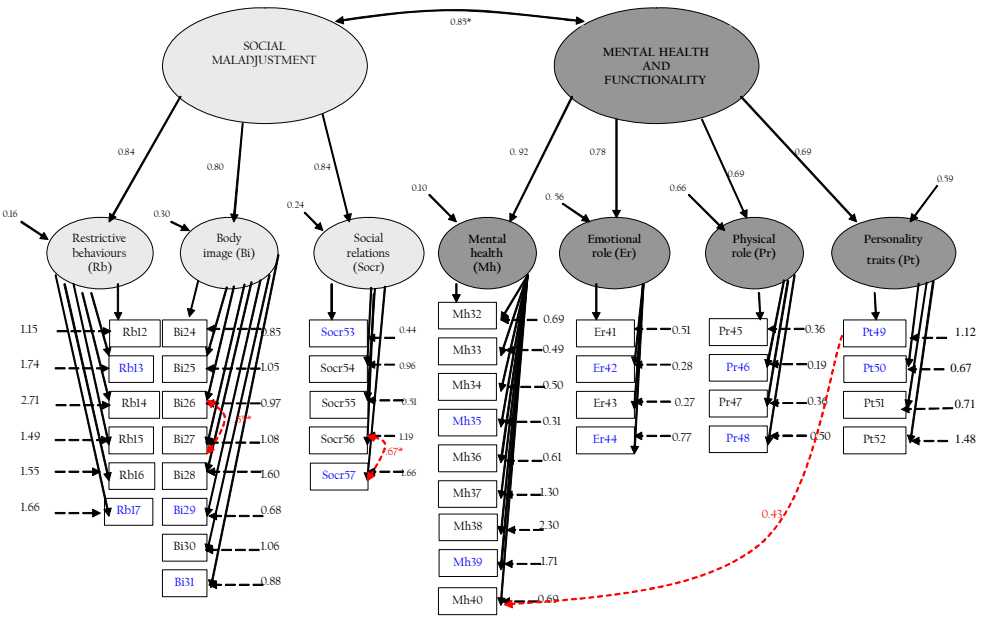 0.85*
SOCIAL
MALADJUSTMENT
MENTAL HEALTH
AND
FUNCTIONALITY
0.84
0.80
0.84
0. 92
0.78
0.69
0.69
0.16
0.30
0.24
0.10
0. 56
0.66
0.59
Restrictive
behaviours
(Rb)
Body
image (Bi)
Social
relations
(Socr)
Mental
health
(Mh)
Emotional
role (Er)
Physical
role (Pr)
Personality
traits (Pt)
1.15
Rb12
1.74
Rb13
2.71
Rb14
1.49
Rb15
1.55
Rb16
1.66
Rb17
Bi24
0.85
Bi25
1.05
Bi26
0.97
Bi27
1.08
Bi28
1.60
Bi29
0.68
Bi30
1.06
Bi31
0.88
Socr53
0.44
Socr54
0.96
Socr55
0.51
Socr56
1.19
.67*
Socr57
1.66
Mh32
0.69
Mh33
0.49
Mh34
0.50
Mh35
0.31
Mh36
0.61
Mh37
1.30
Mh38
2.30
Mh39
1.71
Mh40
0.69
Er41
0.51
Er42
0.28
Er43
0.27
Er44
0.77
Pr45
0.36
Pr46
0.19
Pr47
0.36
Pr48
0.50
Pt49
1.12
Pt50
0.67
Pt51
0.71
Pt52
1.48
0.43